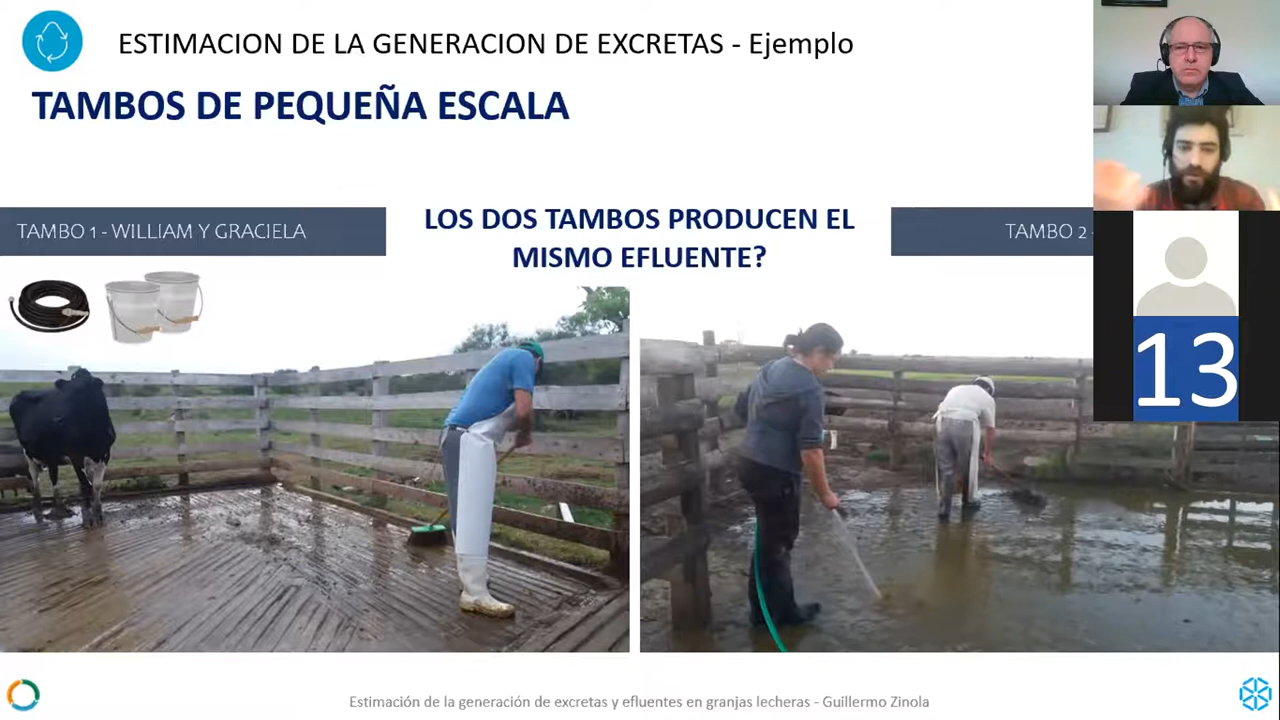 ESTIMACION DE LA GENERACION DE EXCRETAS - Ejemplo
TAMBOS DE PEQUEÑA ESCALA
TAMBO 1 - WILLIAM Y GRACIELA
LOS DOS TAMBOS PRODUCEN EL
MISMO EFLUENTE?
TAMBO 2 -
13
Estimación de la generación de excretas y efluentes en granjas lecheras - Guillermo Zinola